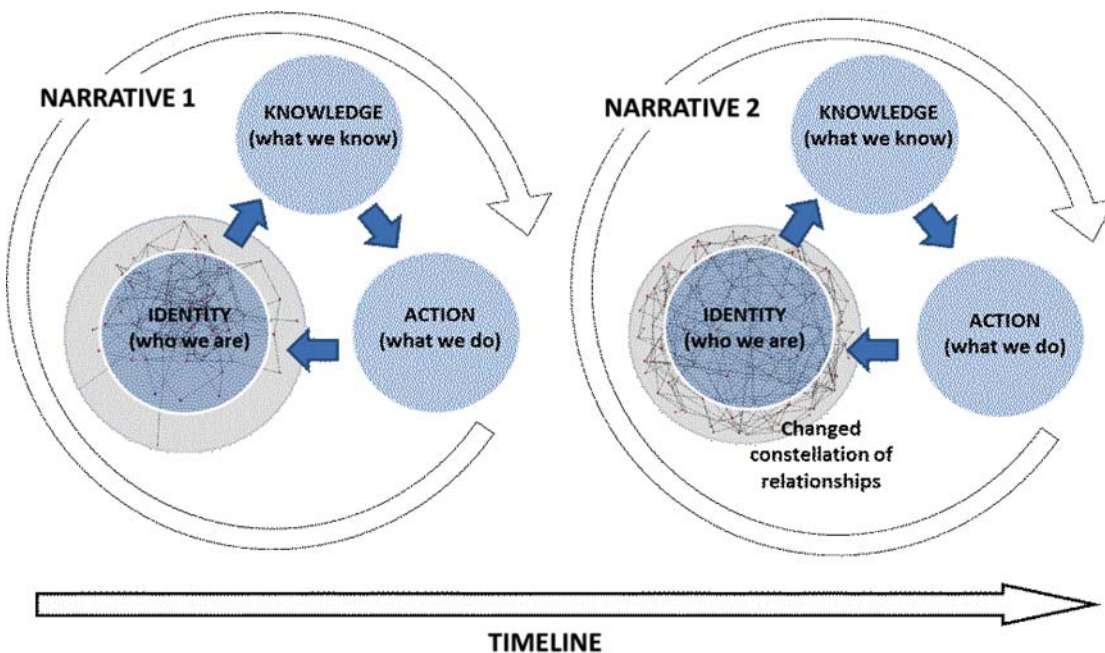 NARRATIVE 1
KNOWLEDGE
(what we know)
IDENTITY
(who we are)
ACTION
(what we do)
NARRATIVE 2
KNOWLEDGE
(what we know)
IDENTITY
(who we are)
ACTION
(what we do)
Changed
constellation of
relationships
TIMELINE